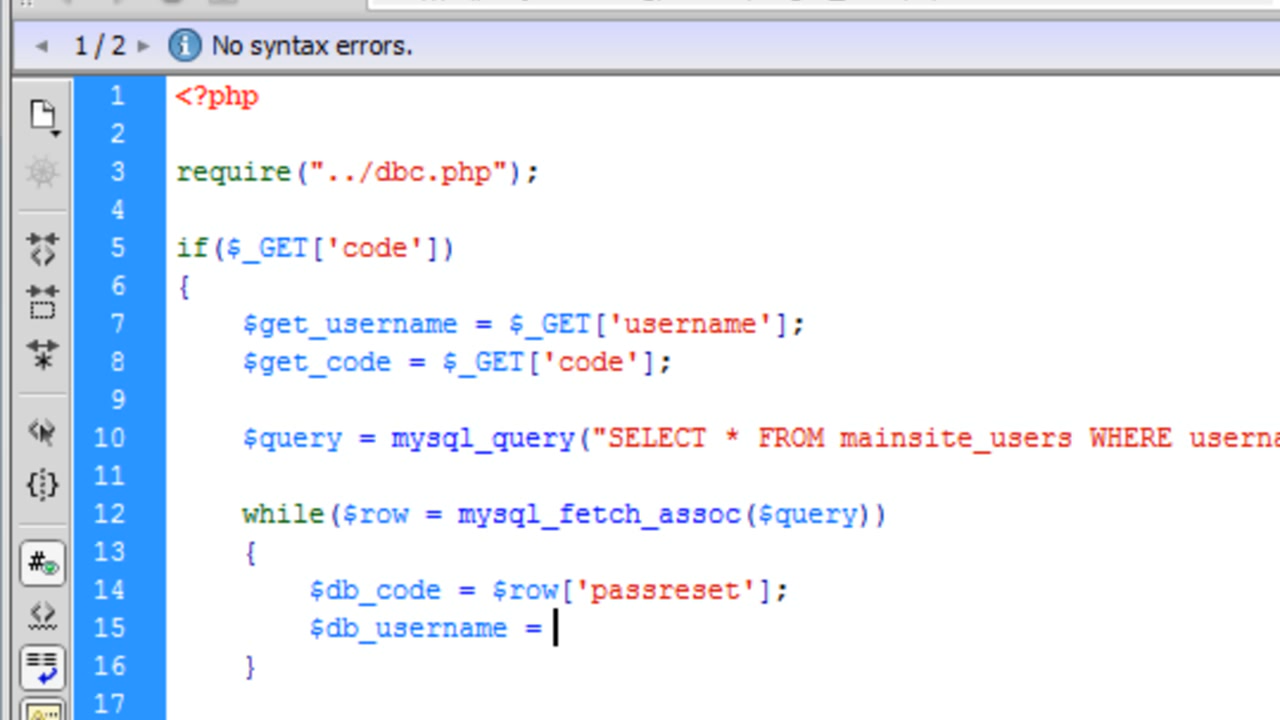 1 / 2 No syntax errors.
1 <?php
2
3 require("../dbc.php");
4
5 if($_GET['code'])
6 {
7 $get_username = $_GET['username'];
8 $get_code = $_GET['code'];
9
10 $query = mysql_query("SELECT * FROM mainsite_users WHERE userna
11
12 while($row = mysql_fetch_assoc($query))
13 {
14 $db_code = $row['passreset'];
15 $db_username =
16 }
17